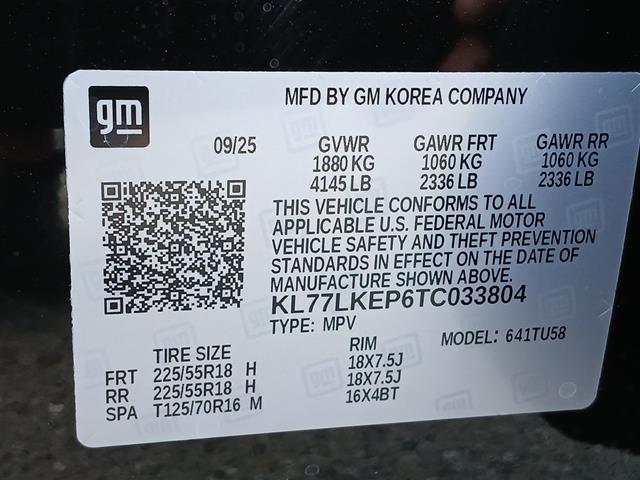 gm
MFD BY GM KOREA COMPANY
09/25 GVWR GAWR FRT GAWR RR
1880 KG 1060 KG 1060 KG
4145 LB 2336 LB 2336 LB
THIS VEHICLE CONFORMS TO ALL
APPLICABLE U.S. FEDERAL MOTOR
VEHICLE SAFETY AND THEFT PREVENTION
STANDARDS IN EFFECT ON THE DATE OF
MANUFACTURE SHOWN ABOVE.
KL77LKEP6TC033804
TYPE: MPV MODEL: 641TU58
TIRE SIZE RIM
FRT 225/55R18 H 18X7.5J
RR 225/55R18 H 18X7.5J
SPA T125/70R16 M 16X4BT